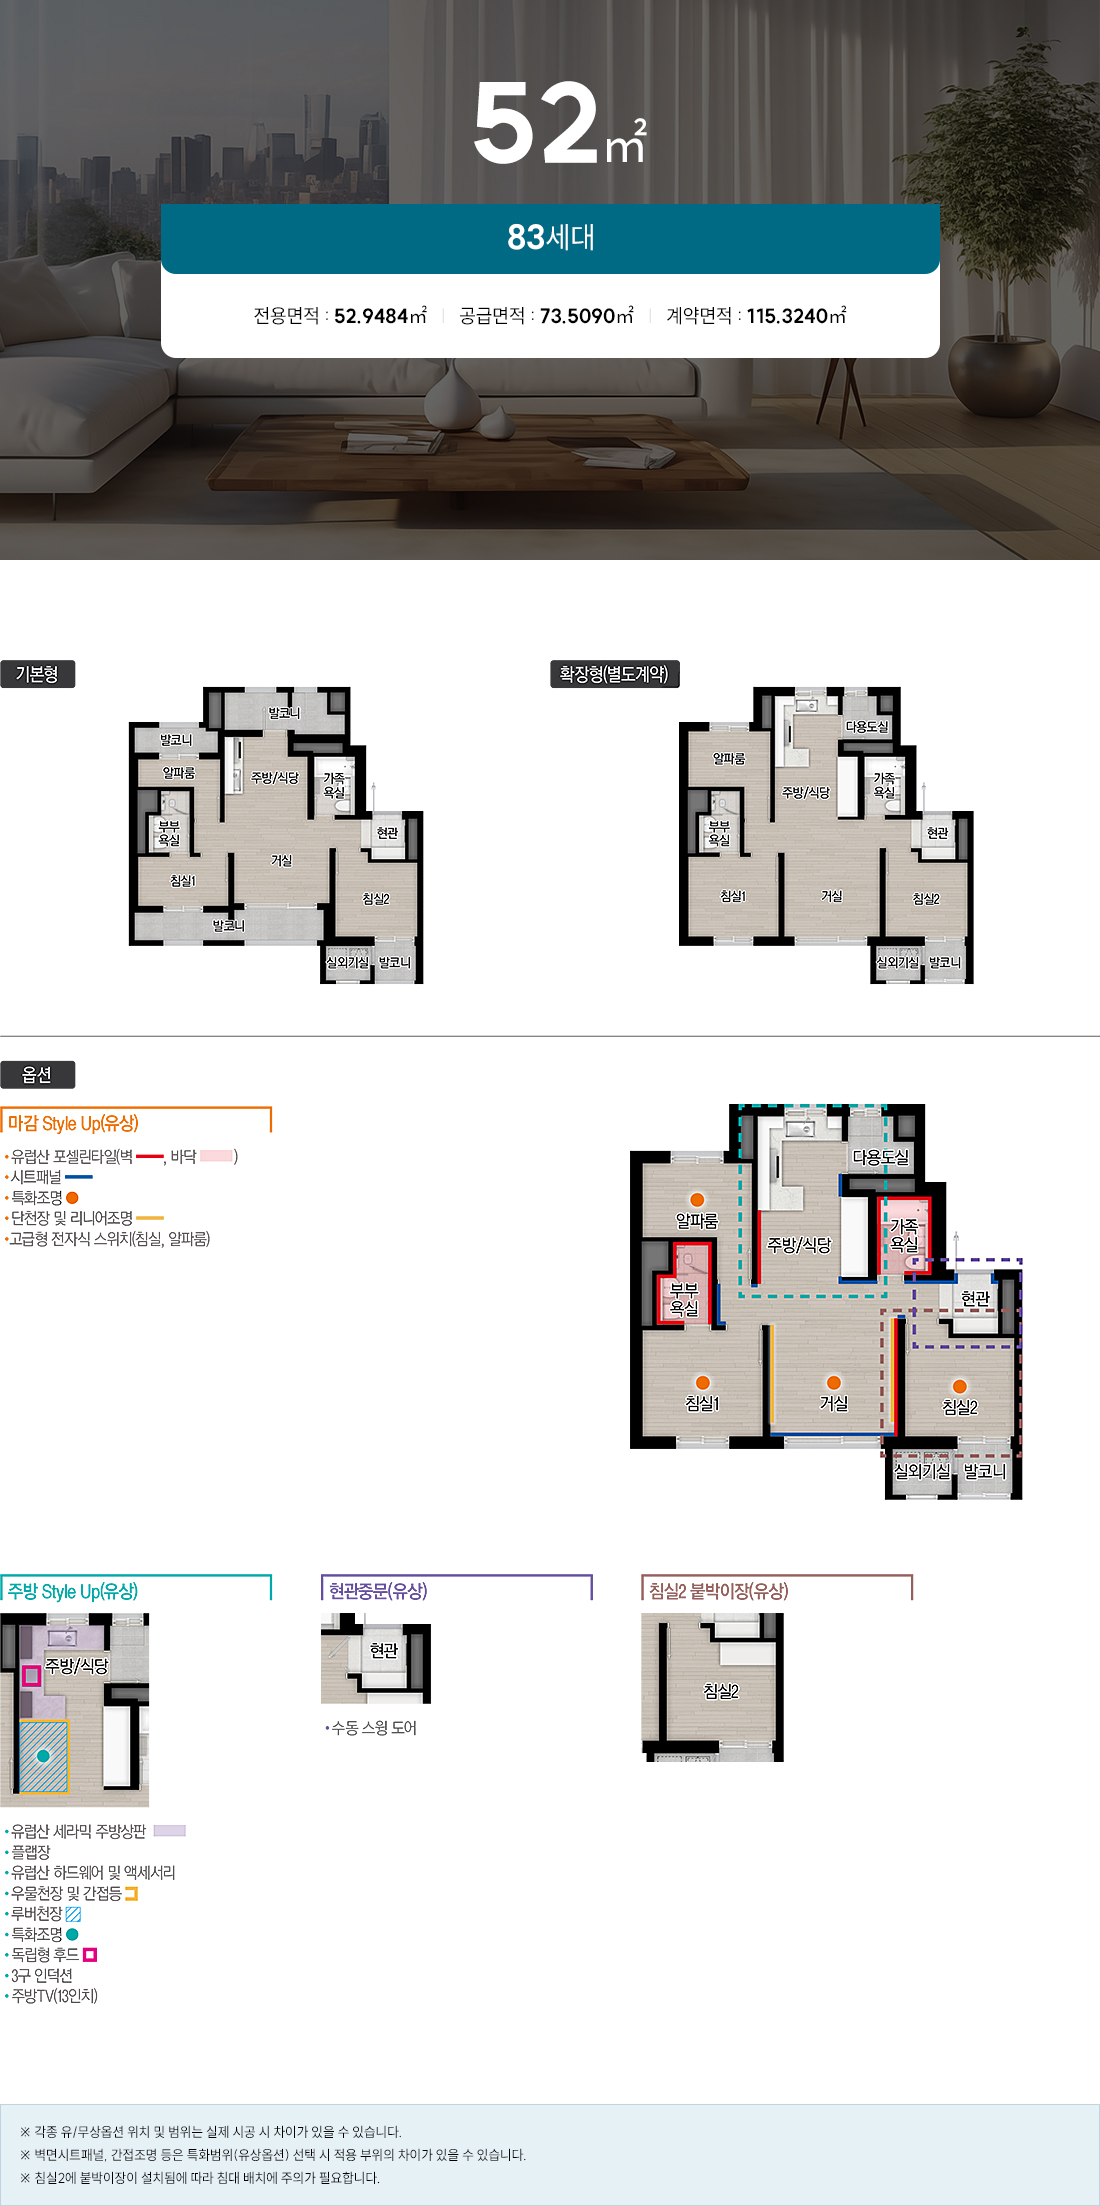 52㎡
83세대
전용면적 : 52.9484㎡ | 공급면적 : 73.5090㎡ | 계약면적 : 115.3240㎡
기본형
발코니
발코니
알파룸
주방/식당
가족
욕실
부부
욕실
현관
거실
침실1
침실2
발코니
실외기실
발코니
확장형(별도계약)
다용도실
알파룸
주방/식당
가족
욕실
부부
욕실
현관
침실1
거실
침실2
실외기실
발코니
옵션
마감 Style Up(유상)
•유럽산 포셀린타일(벽 , 바닥 )
•시트패널
•특화조명
•단천장 및 리니어조명
•고급형 전자식 스위치(침실, 알파룸)
다용도실
알파룸
주방/식당
가족
욕실
부부
욕실
현관
침실1
거실
침실2
실외기실
발코니
주방 Style Up(유상)
주방/식당
•유럽산 세라믹 주방상판
•플랩장
•유럽산 하드웨어 및 액세서리
•우물천장 및 간접등
•루버천장
•특화조명
•독립형 후드
•3구 인덕션
•주방TV(13인치)
현관중문(유상)
현관
•수동 스윙 도어
침실2 붙박이장(유상)
침실2
※ 각종 유/무상옵션 위치 및 범위는 실제 시공 시 차이가 있을 수 있습니다.
※ 벽면시트패널, 간접조명 등은 특화범위(유상옵션) 선택 시 적용 부위의 차이가 있을 수 있습니다.
※ 침실2에 붙박이장이 설치됨에 따라 침대 배치에 주의가 필요합니다.